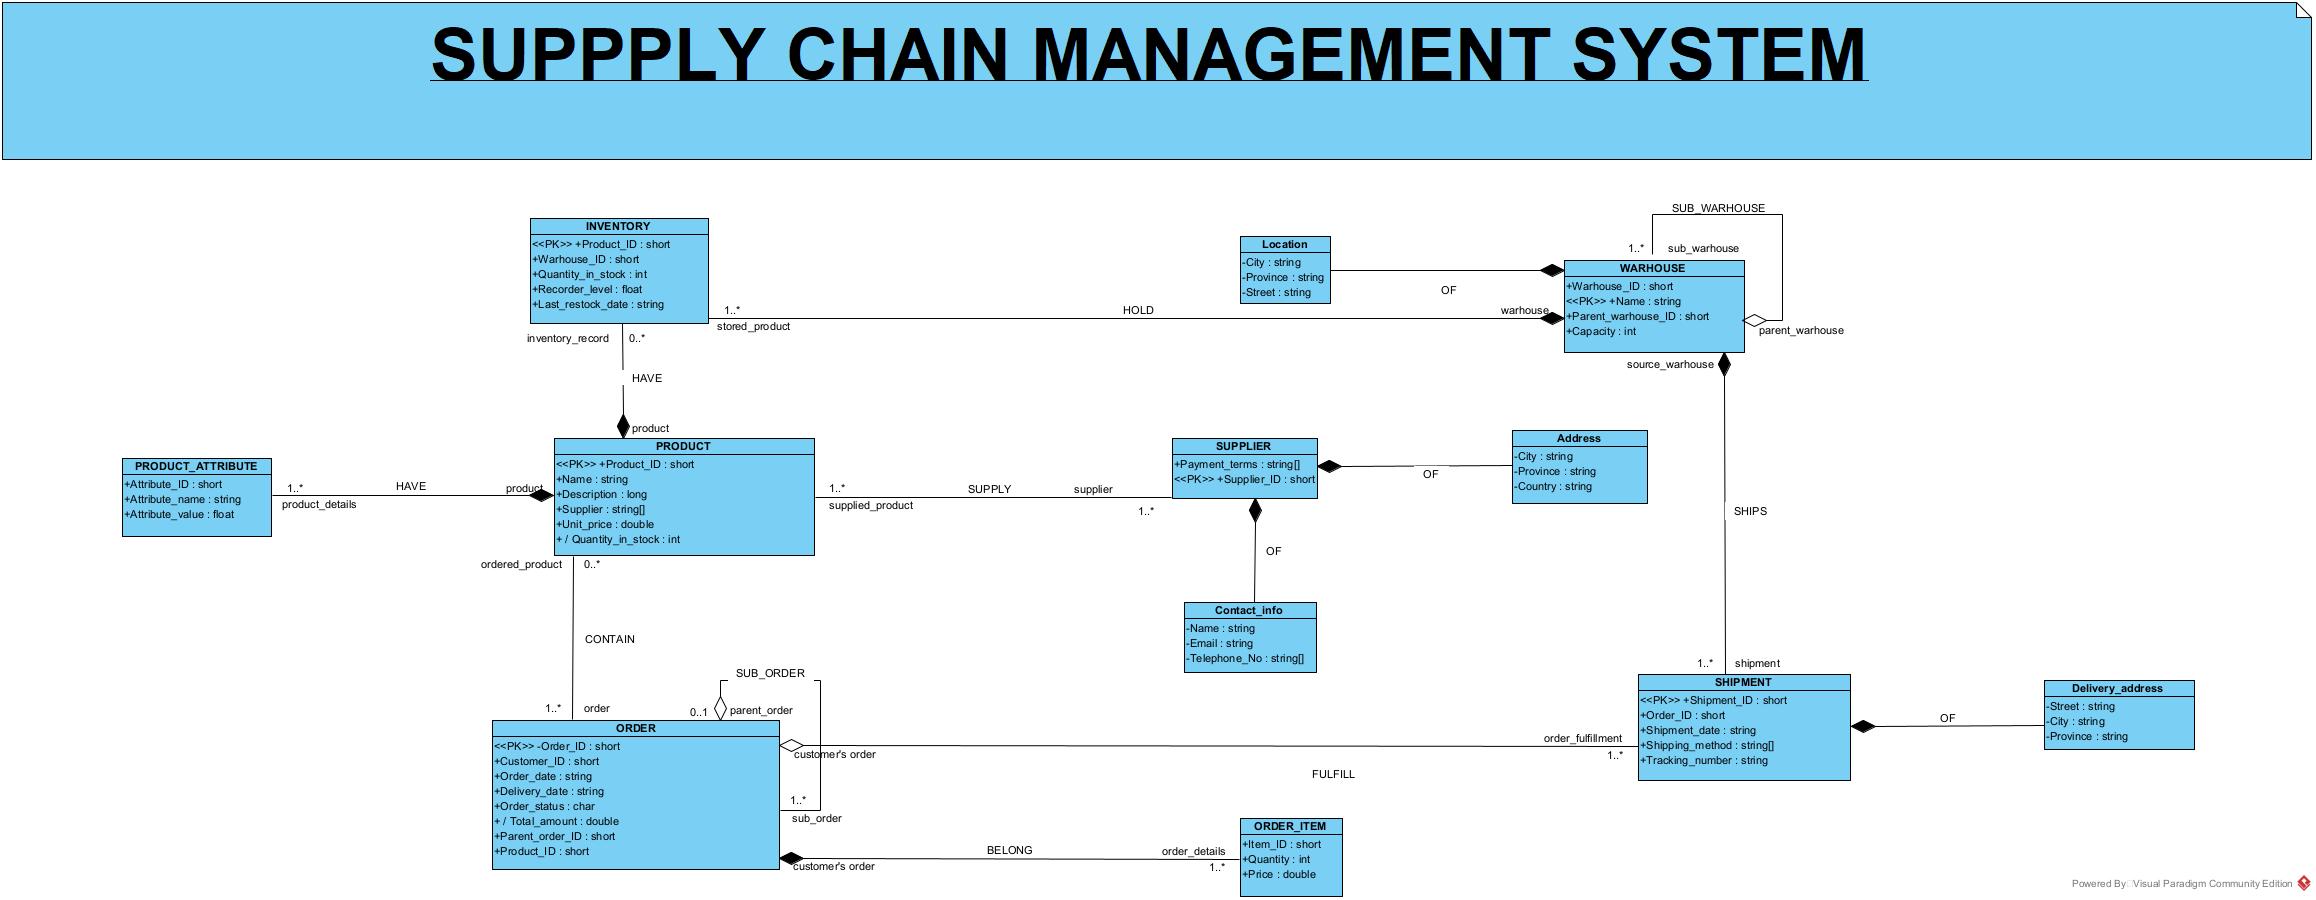 SUPPPLY CHAIN MANAGEMENT SYSTEM
SUB_WARHOUSE
1..*
sub_warhouse
INVENTORY
<<PK>> +Product_ID : short
+Warhouse_ID : short
+Quantity_in_stock : int
+Recorder_level : float
+Last_restock_date : string
Location
-City : string
-Province : string
-Street : string
OF
WARHOUSE
+Warhouse_ID : short
<<PK>> +Name : string
+Parent_warhouse_ID : short
+Capacity : int
parent_warhouse
1..*
stored_product
HOLD
warhouse
inventory_record
0..*
HAVE
product
source_warhouse
PRODUCT_ATTRIBUTE
+Attribute_ID : short
+Attribute_name : string
+Attribute_value : float
1..*
product_details
HAVE
product
PRODUCT
<<PK>> +Product_ID : short
+Name : string
+Description : long
+Supplier : string[]
+Unit_price : double
+ / Quantity_in_stock : int
1..*
supplied_product
SUPPLY
supplier
1..*
SUPPLIER
+Payment_terms : string[]
<<PK>> +Supplier_ID : short
OF
Address
-City : string
-Province : string
-Country : string
SHIPS
OF
Contact_info
-Name : string
-Email : string
-Telephone_No : string[]
ordered_product
0..*
CONTAIN
1..*
order
SUB_ORDER
0..1
parent_order
1..*
shipment
ORDER
<<PK>> -Order_ID : short
+Customer_ID : short
+Order_date : string
+Delivery_date : string
+Order_status : char
+ / Total_amount : double
+Parent_order_ID : short
+Product_ID : short
customer's order
FULFILL
order_fulfillment
1..*
SHIPMENT
<<PK>> +Shipment_ID : short
+Order_ID : short
+Shipment_date : string
+Shipping_method : string[]
+Tracking_number : string
OF
Delivery_address
-Street : string
-City : string
-Province : string
1..*
sub_order
customer's order
BELONG
order_details
1..*
ORDER_ITEM
+Item_ID : short
+Quantity : int
+Price : double
Powered By Visual Paradigm Community Edition